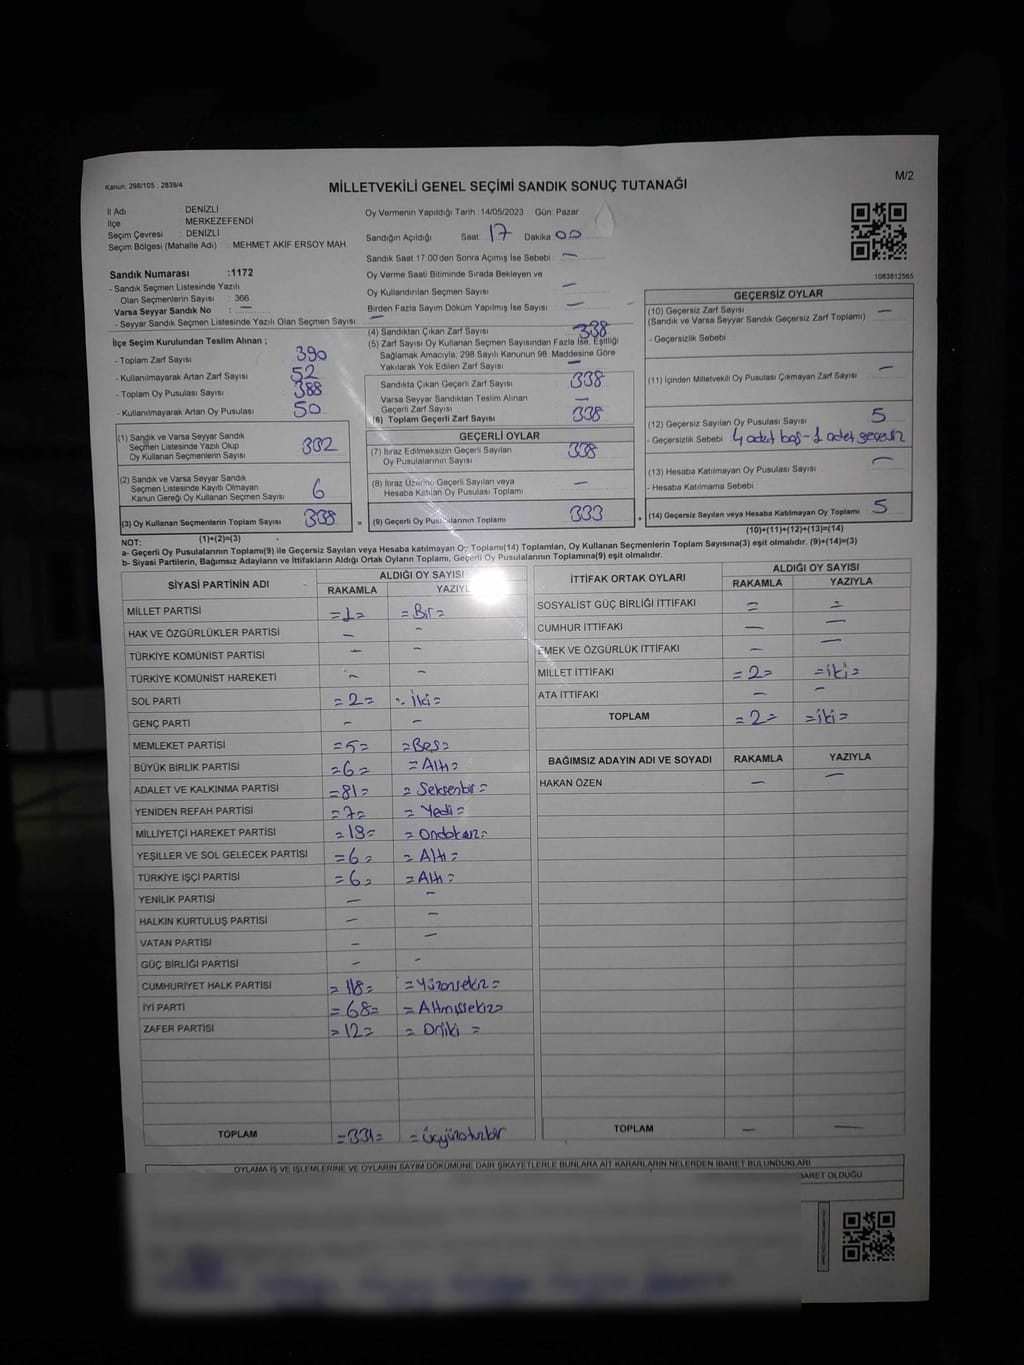 Kanun: 298/105 . 2839/4
M/2
MİLLETVEKİLİ GENEL SEÇİMİ SANDIK SONUÇ TUTANAĞI
İl Adı : DENİZLİ
İlçe : MERKEZEFENDİ
Seçim Çevresi : DENİZLİ
Seçim Bölgesi (Mahalle Adı) : MEHMET AKİF ERSOY MAH
Oy Vermenin Yapıldığı Tarih : 14/05/2023 Gün: Pazar
Sandığın Açıldığı Saat: 17 Dakika 00
Sandık Saat 17:00'den Sonra Açımış İse Sebebi : —
Oy Verme Saati Bitiminde Sırada Bekleyen ve
Oy Kullandırılan Seçmen Sayısı : —
Birden Fazla Sayım Döküm Yapılmış İse Sayısı : —
1083812565
Sandık Numarası :1172
- Sandık Seçmen Listesinde Yazılı
Olan Seçmenlerin Sayısı : 366
Varsa Seyyar Sandık No : —
- Seyyar Sandık Seçmen Listesinde Yazılı Olan Seçmen Sayısı : —
İlçe Seçim Kurulundan Teslim Alınan ;
- Toplam Zarf Sayısı : 390
- Kullanılmayarak Artan Zarf Sayısı : 52
- Toplam Oy Pusulası Sayısı : 388
- Kullanılmayarak Artan Oy Pusulası : 50
(1) Sandık ve Varsa Seyyar Sandık
Seçmen Listesinde Yazılı Olup
Oy Kullanan Seçmenlerin Sayısı : 332
(2) Sandık ve Varsa Seyyar Sandık
Seçmen Listesinde Kayıtlı Olmayan
Kanun Gereği Oy Kullanan Seçmen Sayısı : 6
(3) Oy Kullanan Seçmenlerin Toplam Sayısı : 338
(1)+(2)=(3)
(4) Sandıktan Çıkan Zarf Sayısı : 338
(5) Zarf Sayısı Oy Kullanan Seçmen Sayısından Fazla İse, Eşitliği
Sağlamak Amacıyla, 298 Sayılı Kanunun 98. Maddesine Göre
Yakılarak Yok Edilen Zarf Sayısı : —
Sandıkta Çıkan Geçerli Zarf Sayısı : 338
Varsa Seyyar Sandıktan Teslim Alınan
Geçerli Zarf Sayısı : —
(6) Toplam Geçerli Zarf Sayısı : 338
GEÇERLİ OYLAR
(7) İtiraz Edilmeksizin Geçerli Sayılan
Oy Pusulalarının Sayısı : 338
(8) İtiraz Üzerine Geçerli Sayılan veya
Hesaba Katılan Oy Pusulası Toplamı : —
= (9) Geçerli Oy Pusulalarının Toplamı : 333
GEÇERSİZ OYLAR
(10) Geçersiz Zarf Sayısı : —
(Sandık ve Varsa Seyyar Sandık Geçersiz Zarf Toplamı)
- Geçersizlik Sebebi :
(11) İçinden Milletvekili Oy Pusulası Çıkmayan Zarf Sayısı : —
(12) Geçersiz Sayılan Oy Pusulası Sayısı : 5
- Geçersizlik Sebebi : 4 adet boş - 1 adet geçersiz
(13) Hesaba Katılmayan Oy Pusulası Sayısı : —
- Hesaba Katılmama Sebebi :
+ (14) Geçersiz Sayılan veya Hesaba Katılmayan Oy Toplamı : 5
(10)+(11)+(12)+(13)=(14)
NOT:
a- Geçerli Oy Pusulalarının Toplamı(9) ile Geçersiz Sayılan veya Hesaba katılmayan Oy Toplamı(14) Toplamları, Oy Kullanan Seçmenlerin Toplam Sayısına(3) eşit olmalıdır. (9)+(14)=(3)
b- Siyasi Partilerin, Bağımsız Adayların ve İttifakların Aldığı Ortak Oyların Toplamı, Geçerli Oy Pusulalarının Toplamına(9) eşit olmalıdır.
SİYASİ PARTİNİN ADI ALDIĞI OY SAYISI
RAKAMLA YAZIYLA
MİLLET PARTİSİ =1= =Bir=
HAK VE ÖZGÜRLÜKLER PARTİSİ — —
TÜRKİYE KOMÜNİST PARTİSİ — —
TÜRKİYE KOMÜNİST HAREKETİ — —
SOL PARTİ =2= =İki=
GENÇ PARTİ — —
MEMLEKET PARTİSİ =5= =Beş=
BÜYÜK BİRLİK PARTİSİ =6= =Altı=
ADALET VE KALKINMA PARTİSİ =81= =Seksenbir=
YENİDEN REFAH PARTİSİ =7= =Yedi=
MİLLİYETÇİ HAREKET PARTİSİ =19= =Ondokuz=
YEŞİLLER VE SOL GELECEK PARTİSİ =6= =Altı=
TÜRKİYE İŞÇİ PARTİSİ =6= =Altı=
YENİLİK PARTİSİ — —
HALKIN KURTULUŞ PARTİSİ — —
VATAN PARTİSİ — —
GÜÇ BİRLİĞİ PARTİSİ — —
CUMHURİYET HALK PARTİSİ =118= =Yüzonsekiz=
İYİ PARTİ =68= =Altmışsekiz=
ZAFER PARTİSİ =12= =Oniki=
TOPLAM =331= =üçyüzotuzbir
İTTİFAK ORTAK OYLARI ALDIĞI OY SAYISI
RAKAMLA YAZIYLA
SOSYALİST GÜÇ BİRLİĞİ İTTİFAKI = =
CUMHUR İTTİFAKI — —
EMEK VE ÖZGÜRLÜK İTTİFAKI — —
MİLLET İTTİFAKI =2= =iki=
ATA İTTİFAKI — —
TOPLAM =2= =iki=
BAĞIMSIZ ADAYIN ADI VE SOYADI RAKAMLA YAZIYLA
HAKAN ÖZEN — —
TOPLAM — —
OYLAMA İŞ VE İŞLEMLERİNE VE OYLARIN SAYIM DÖKÜMÜNE DAİR ŞİKAYETLERLE BUNLARA AİT KARARLARIN NELERDEN İBARET BULUNDUKLARI
BARET OLDUĞU